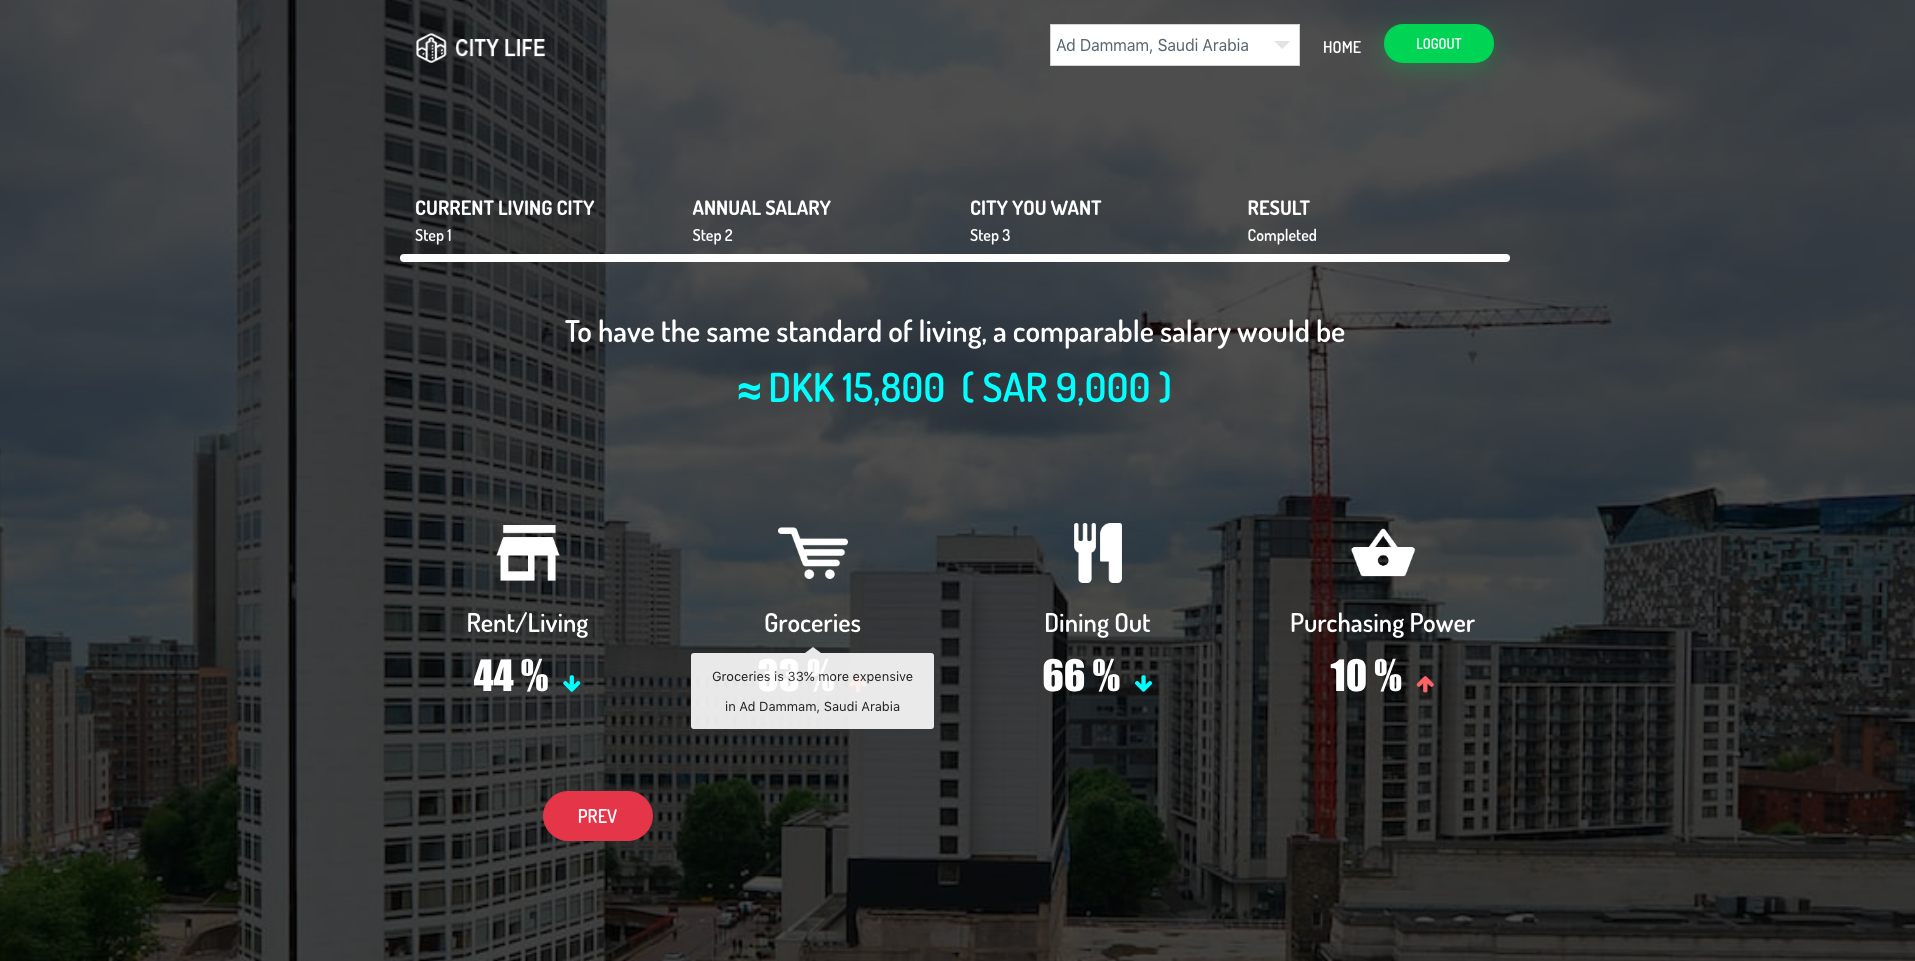 CITY LIFE
Ad Dammam, Saudi Arabia
HOME
LOGOUT
CURRENT LIVING CITY
Step 1
ANNUAL SALARY
Step 2
CITY YOU WANT
Step 3
RESULT
Completed
To have the same standard of living, a comparable salary would be
≈ DKK 15,800 ( SAR 9,000 )
Rent/Living
44 %
Groceries
33 %
Groceries is 33% more expensive
in Ad Dammam, Saudi Arabia
Dining Out
66 %
Purchasing Power
10 %
PREV